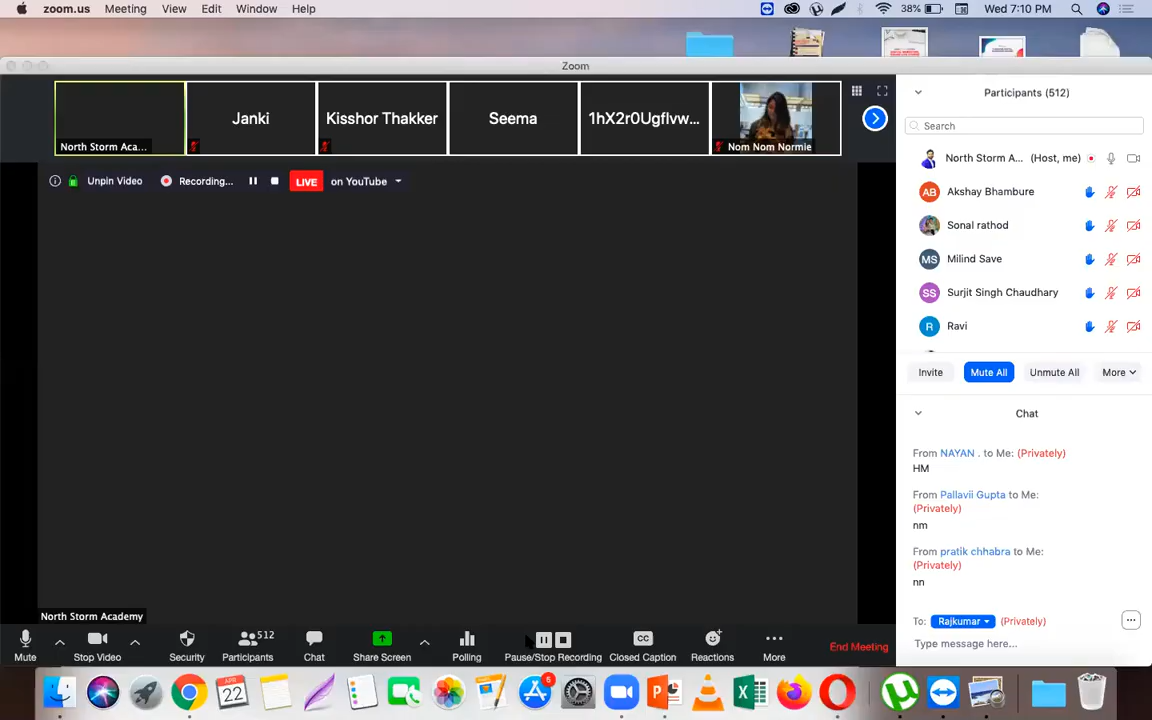 zoom.us Meeting View Edit Window Help 38% Wed 7:10 PM
Zoom
North Storm Aca...
Janki
Kisshor Thakker
Seema
1hX2r0Ugflvw...
Nom Nom Normie
Unpin Video Recording... LIVE on YouTube
North Storm Academy
Participants (512)
Search
North Storm A... (Host, me)
AB Akshay Bhambure
Sonal rathod
MS Milind Save
SS Surjit Singh Chaudhary
R Ravi
Invite Mute All Unmute All More
Chat
From NAYAN . to Me: (Privately)
HM
From Pallavii Gupta to Me:
(Privately)
nm
From pratik chhabra to Me:
(Privately)
nn
To: Rajkumar (Privately)
Type message here...
512
CC
Mute Stop Video Security Participants Chat Share Screen Polling Pause/Stop Recording Closed Caption Reactions More End Meeting
APR
22
6